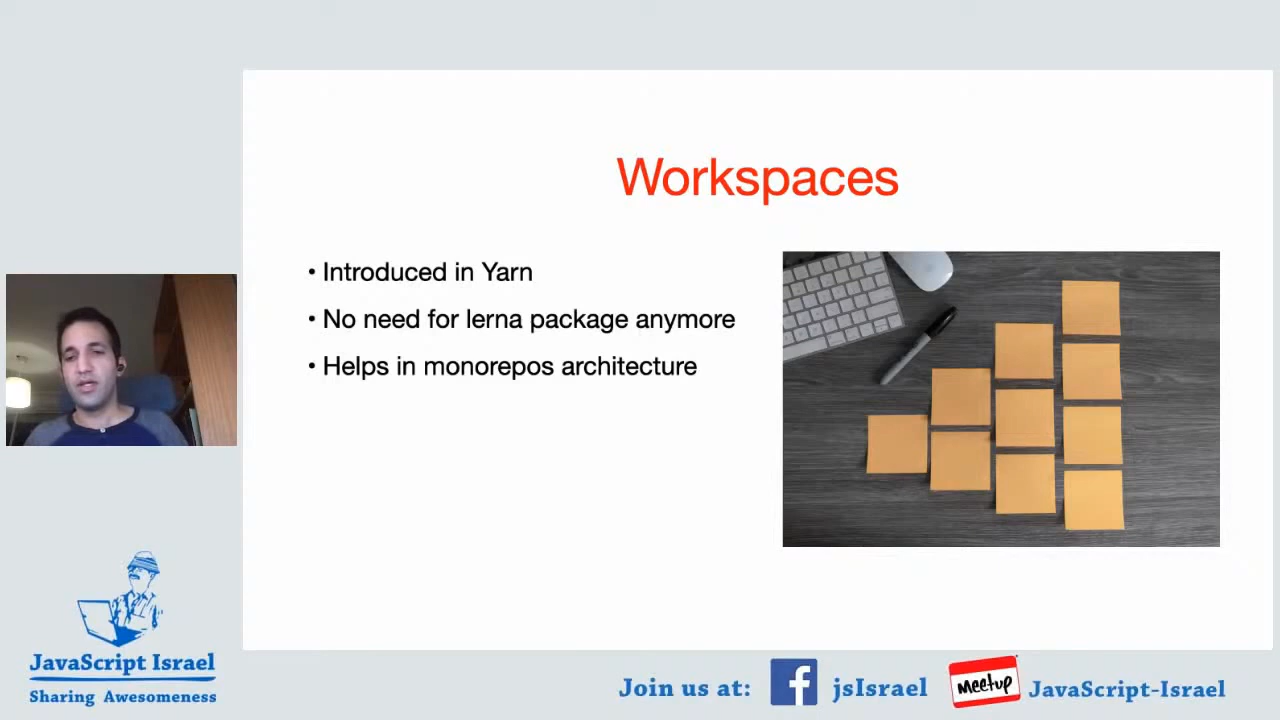 Workspaces
• Introduced in Yarn
• No need for lerna package anymore
• Helps in monorepos architecture
JavaScript Israel
Sharing Awesomeness
Join us at: jsIsrael Meetup JavaScript-Israel